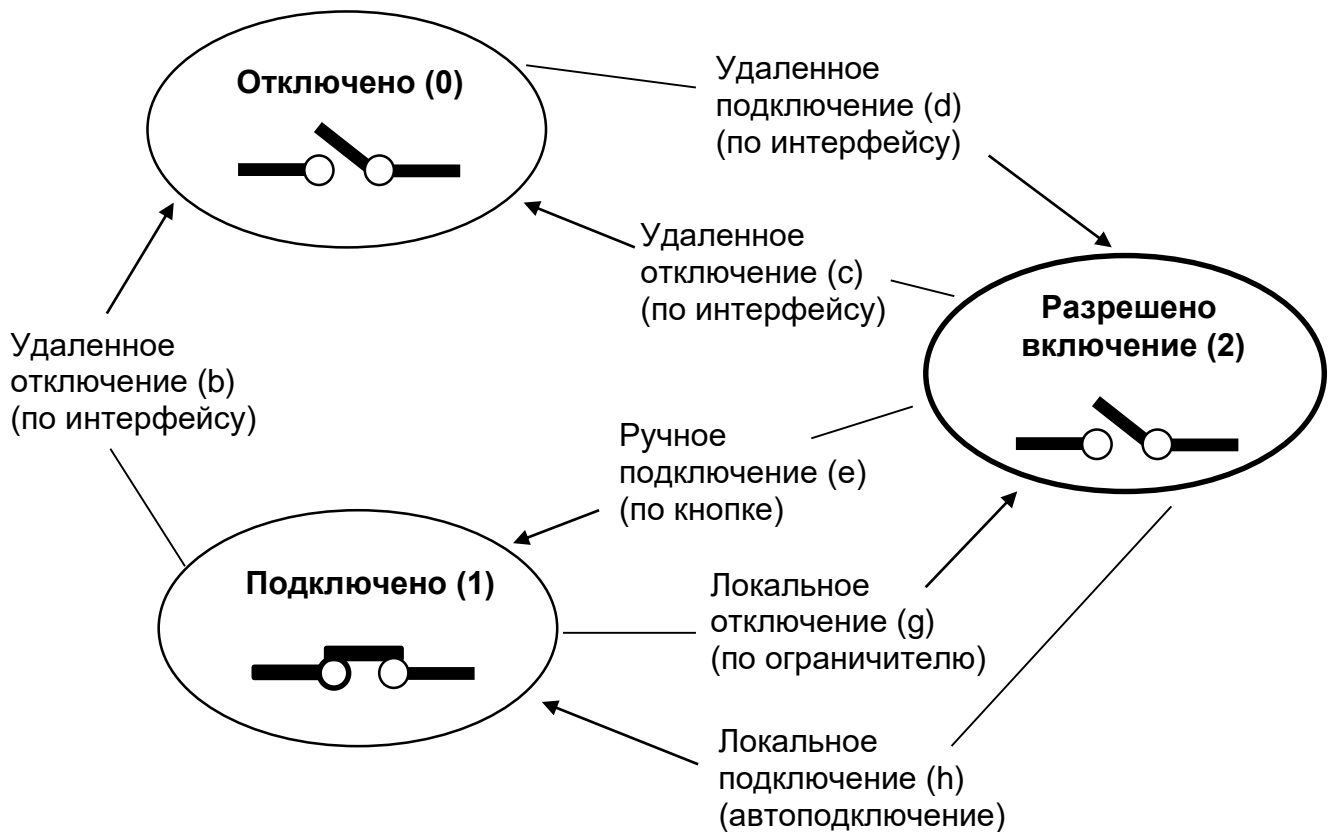 Отключено (0)
Удаленное
подключение (d)
(по интерфейсу)
Удаленное
отключение (c)
(по интерфейсу)
Разрешено
включение (2)
Удаленное
отключение (b)
(по интерфейсу)
Ручное
подключение (e)
(по кнопке)
Подключено (1)
Локальное
отключение (g)
(по ограничителю)
Локальное
подключение (h)
(автоподключение)